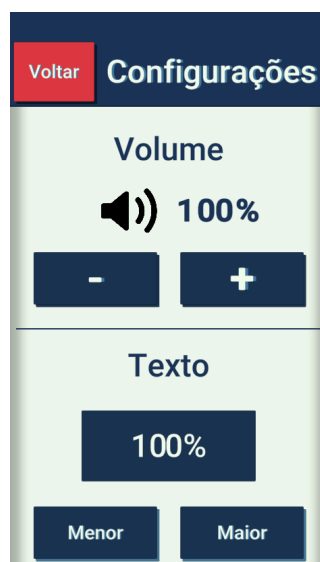 Voltar
Configurações
Volume
100%
-
+
Texto
100%
Menor
Maior